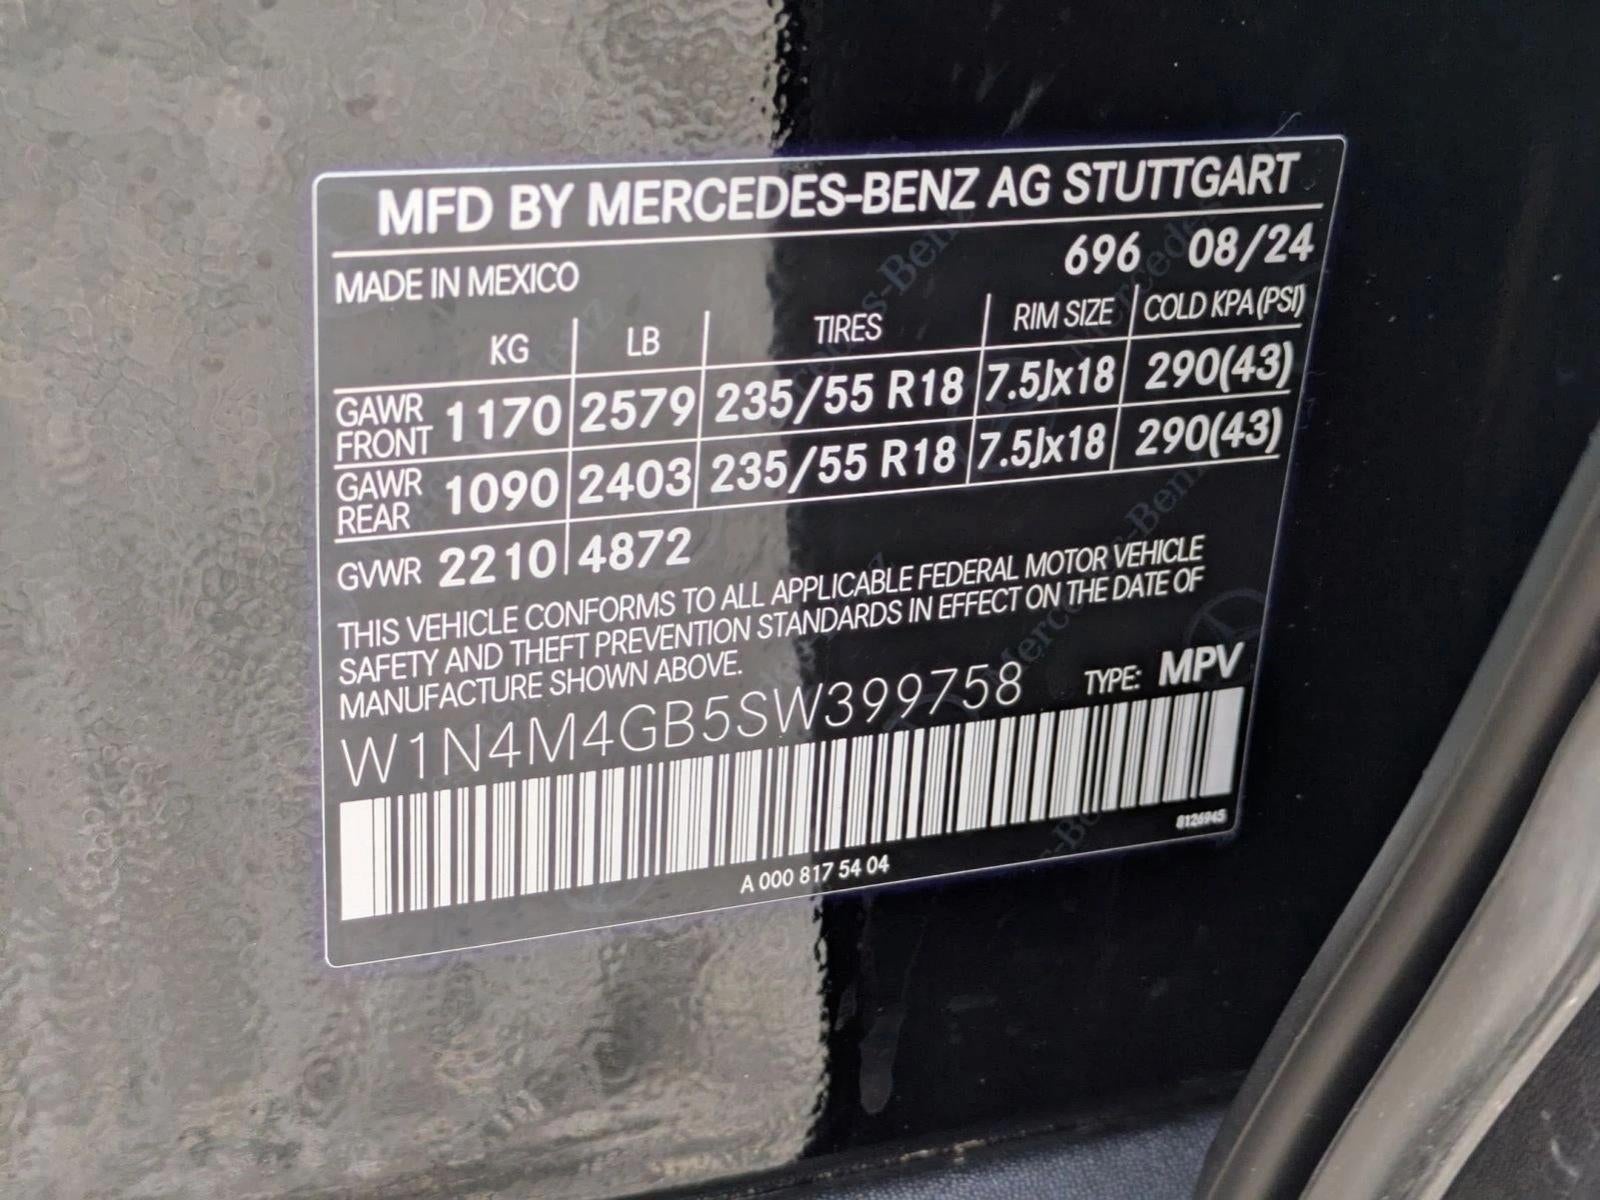 MFD BY MERCEDES-BENZ AG STUTTGART
MADE IN MEXICO 696 08/24
KG LB TIRES RIM SIZE COLD KPA(PSI)
GAWR FRONT 1170 2579 235/55 R18 7.5Jx18 290(43)
GAWR REAR 1090 2403 235/55 R18 7.5Jx18 290(43)
GVWR 2210 4872
THIS VEHICLE CONFORMS TO ALL APPLICABLE FEDERAL MOTOR VEHICLE
SAFETY AND THEFT PREVENTION STANDARDS IN EFFECT ON THE DATE OF
MANUFACTURE SHOWN ABOVE.
W1N4M4GB5SW399758 TYPE: MPV
8126945
A 000 817 54 04